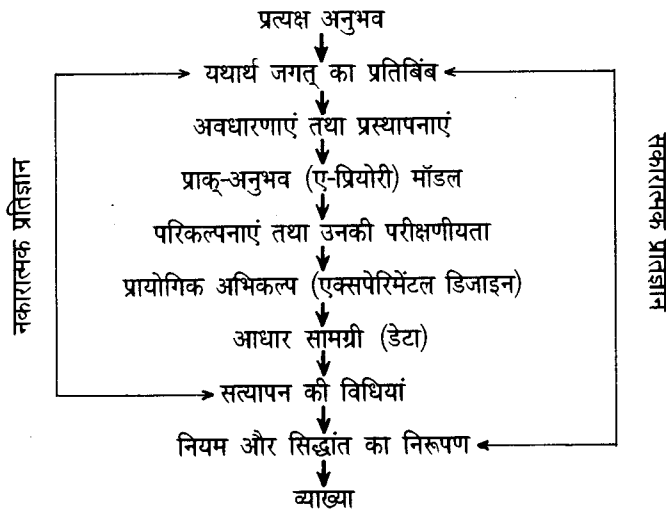 प्रत्यक्ष अनुभव
यथार्थ जगत् का प्रतिबिंब
अवधारणाएं तथा प्रस्थापनाएं
प्राक्-अनुभव (ए-प्रियोरी) मॉडल
परिकल्पनाएं तथा उनकी परीक्षणीयता
प्रायोगिक अभिकल्प (एक्सपेरिमेंटल डिजाइन)
आधार सामग्री (डेटा)
सत्यापन की विधियां
नियम और सिद्धांत का निरूपण
व्याख्या
नकारात्मक प्रतिज्ञान
सकारात्मक प्रतिज्ञान